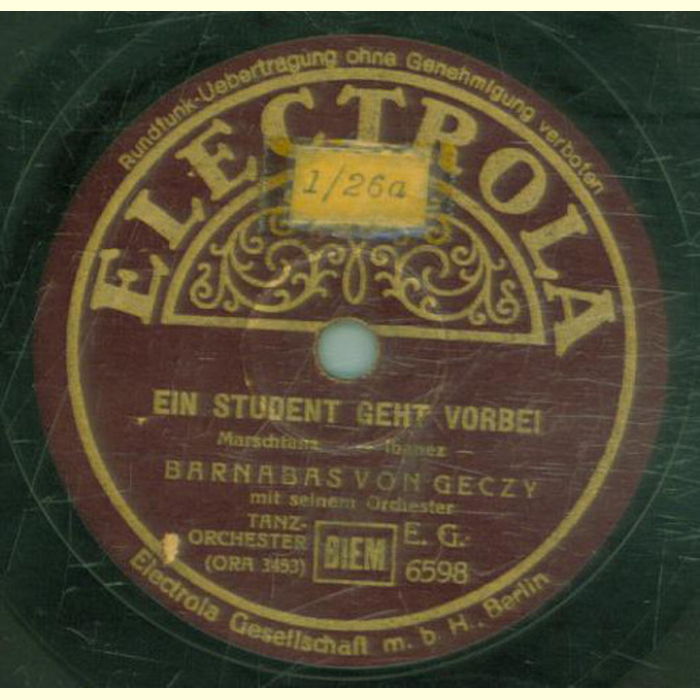 Rundfunk-Uebertragung ohne Genehmigung verboten
ELECTROLA
1/26a
EIN STUDENT GEHT VORBEI
Marschtanz — Ibanez
BARNABAS VON GECZY
mit seinem Orchester
TANZ-
ORCHESTER
(ORA 3453)
BIEM
E. G.
6598
Electrola Gesellschaft m. b. H., Berlin